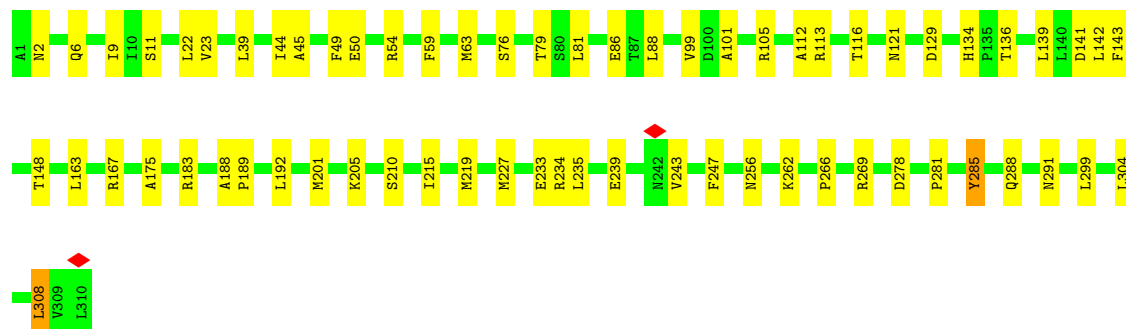 A1 N2 Q6 I9 I10 S11 L22 V23 L39 I44 A45 F49 E50 R54 F59 M63 S76 T79 S80 L81 E86 T87 L88 V99 D100 A101 R105 A112 R113 T116 N121 D129 H134 P135 T136 L139 L140 D141 L142 F143
T148 L163 R167 A175 R183 A188 P189 L192 M201 K205 S210 I215 M219 M227 E233 R234 L235 E239 N242 V243 F247 N256 K262 P266 R269 D278 P281 Y285 Q288 N291 L299 L304
L308 V309 L310